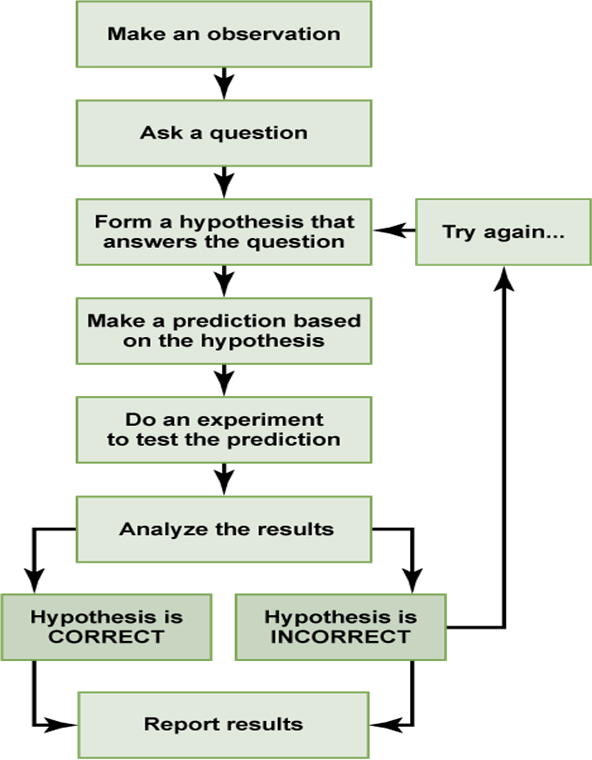 Make an observation
Ask a question
Form a hypothesis that
answers the question
Try again...
Make a prediction based
on the hypothesis
Do an experiment
to test the prediction
Analyze the results
Hypothesis is
CORRECT
Hypothesis is
INCORRECT
Report results